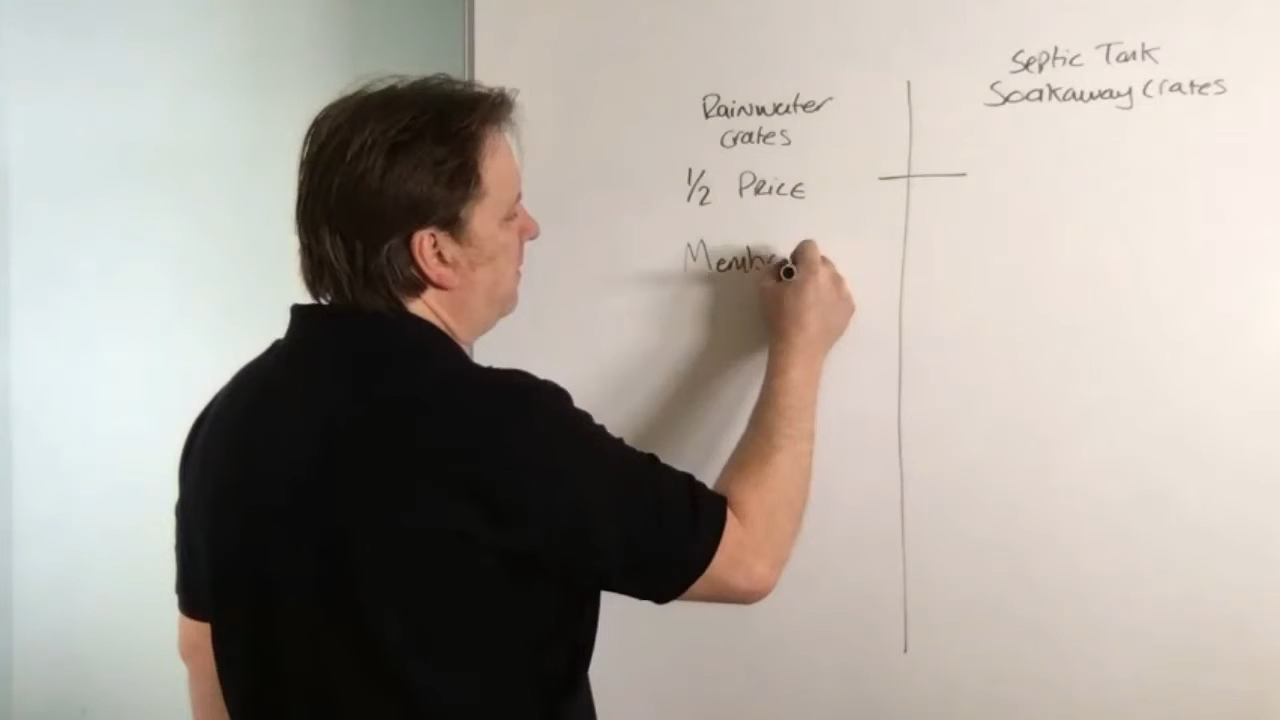 Rainwater
Crates
1/2 PRICE
Septic Tank
Soakaway Crates